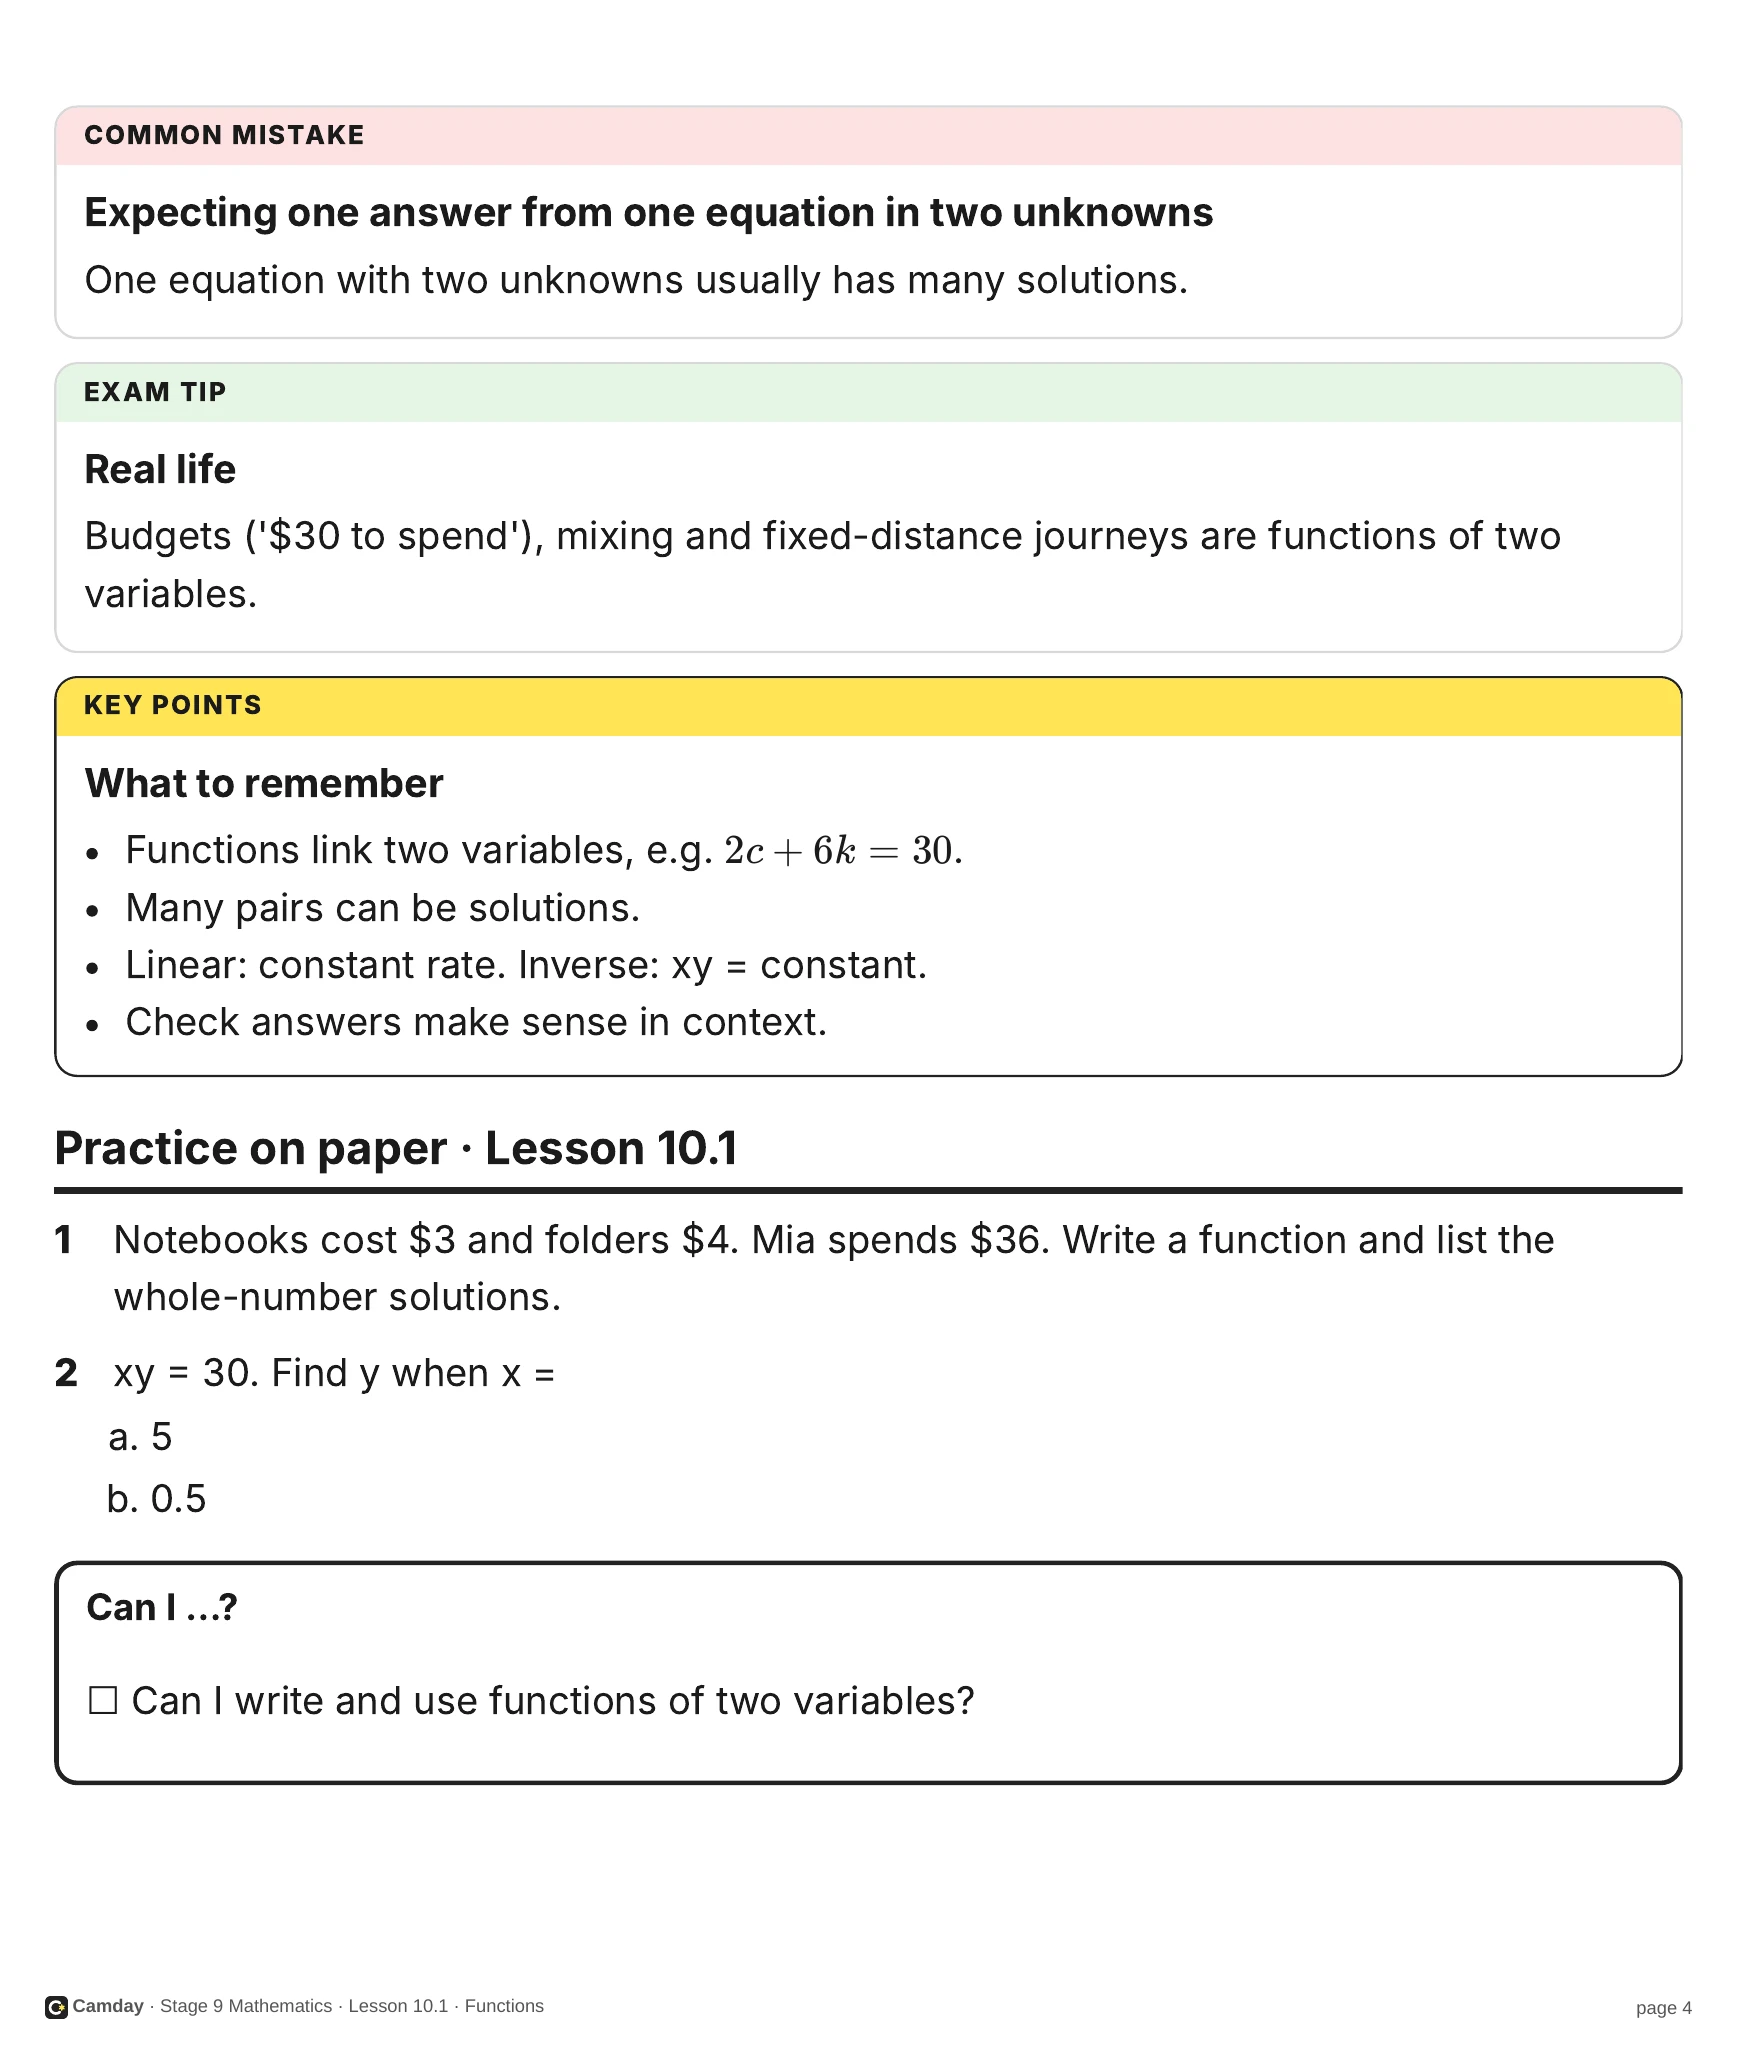 COMMON MISTAKE
Expecting one answer from one equation in two unknowns
One equation with two unknowns usually has many solutions.
EXAM TIP
Real life
Budgets ('$30 to spend'), mixing and fixed-distance journeys are functions of two
variables.
KEY POINTS
What to remember
• Functions link two variables, e.g. 2c + 6k = 30.
• Many pairs can be solutions.
• Linear: constant rate. Inverse: xy = constant.
• Check answers make sense in context.
Practice on paper · Lesson 10.1
1 Notebooks cost $3 and folders $4. Mia spends $36. Write a function and list the
whole-number solutions.
2 xy = 30. Find y when x =
a. 5
b. 0.5
Can I ...?
☐ Can I write and use functions of two variables?
Camday · Stage 9 Mathematics · Lesson 10.1 · Functions
page 4